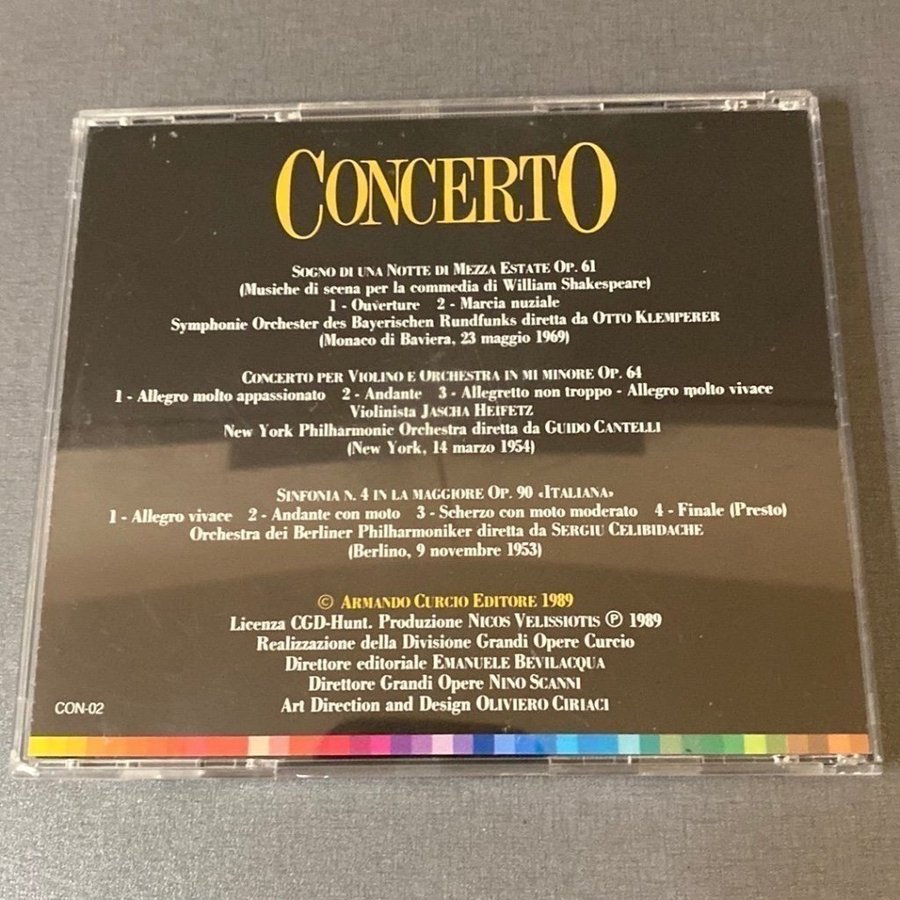 CONCERTO
SOGNO DI UNA NOTTE DI MEZZA ESTATE OP. 61
(Musiche di scena per la commedia di William Shakespeare)
1 - Ouverture 2 - Marcia nuziale
Symphonie Orchester des Bayerischen Rundfunks diretta da OTTO KLEMPERER
(Monaco di Baviera, 23 maggio 1969)
CONCERTO PER VIOLINO E ORCHESTRA IN MI MINORE OP. 64
1 - Allegro molto appassionato 2 - Andante 3 - Allegretto non troppo - Allegro molto vivace
Violinista JASCHA HEIFETZ
New York Philharmonic Orchestra diretta da GUIDO CANTELLI
(New York, 14 marzo 1954)
SINFONIA N. 4 IN LA MAGGIORE OP. 90 «ITALIANA»
1 - Allegro vivace 2 - Andante con moto 3 - Scherzo con moto moderato 4 - Finale (Presto)
Orchestra dei Berliner Philharmoniker diretta da SERGIU CELIBIDACHE
(Berlino, 9 novembre 1953)
© ARMANDO CURCIO EDITORE 1989
Licenza CGD-Hunt. Produzione NICOS VELISSIOTIS ℗ 1989
Realizzazione della Divisione Grandi Opere Curcio
Direttore editoriale EMANUELE BEVILACQUA
Direttore Grandi Opere NINO SCANNI
Art Direction and Design OLIVIERO CIRIACI
CON-02